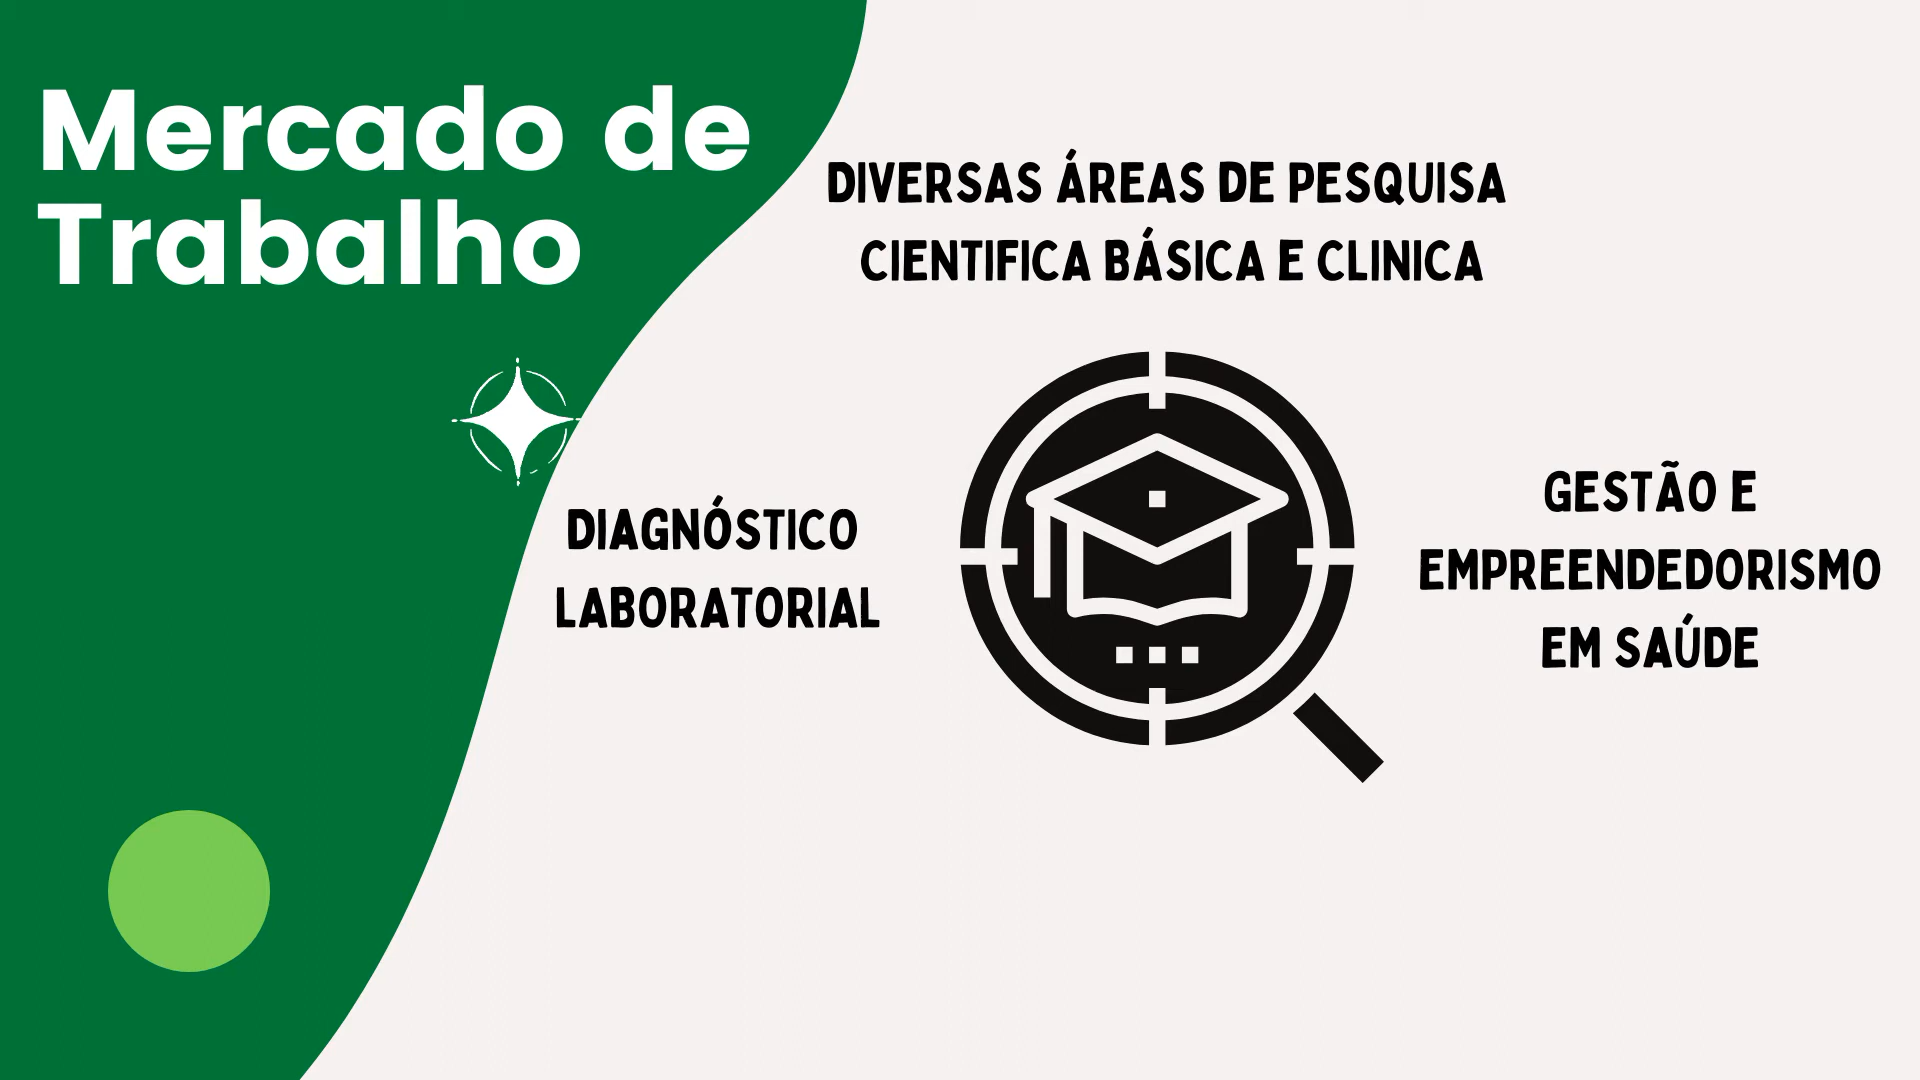 Mercado de
Trabalho
DIVERSAS ÁREAS DE PESQUISA
CIENTIFICA BÁSICA E CLINICA
DIAGNÓSTICO
LABORATORIAL
GESTÃO E
EMPREENDEDORISMO
EM SAÚDE